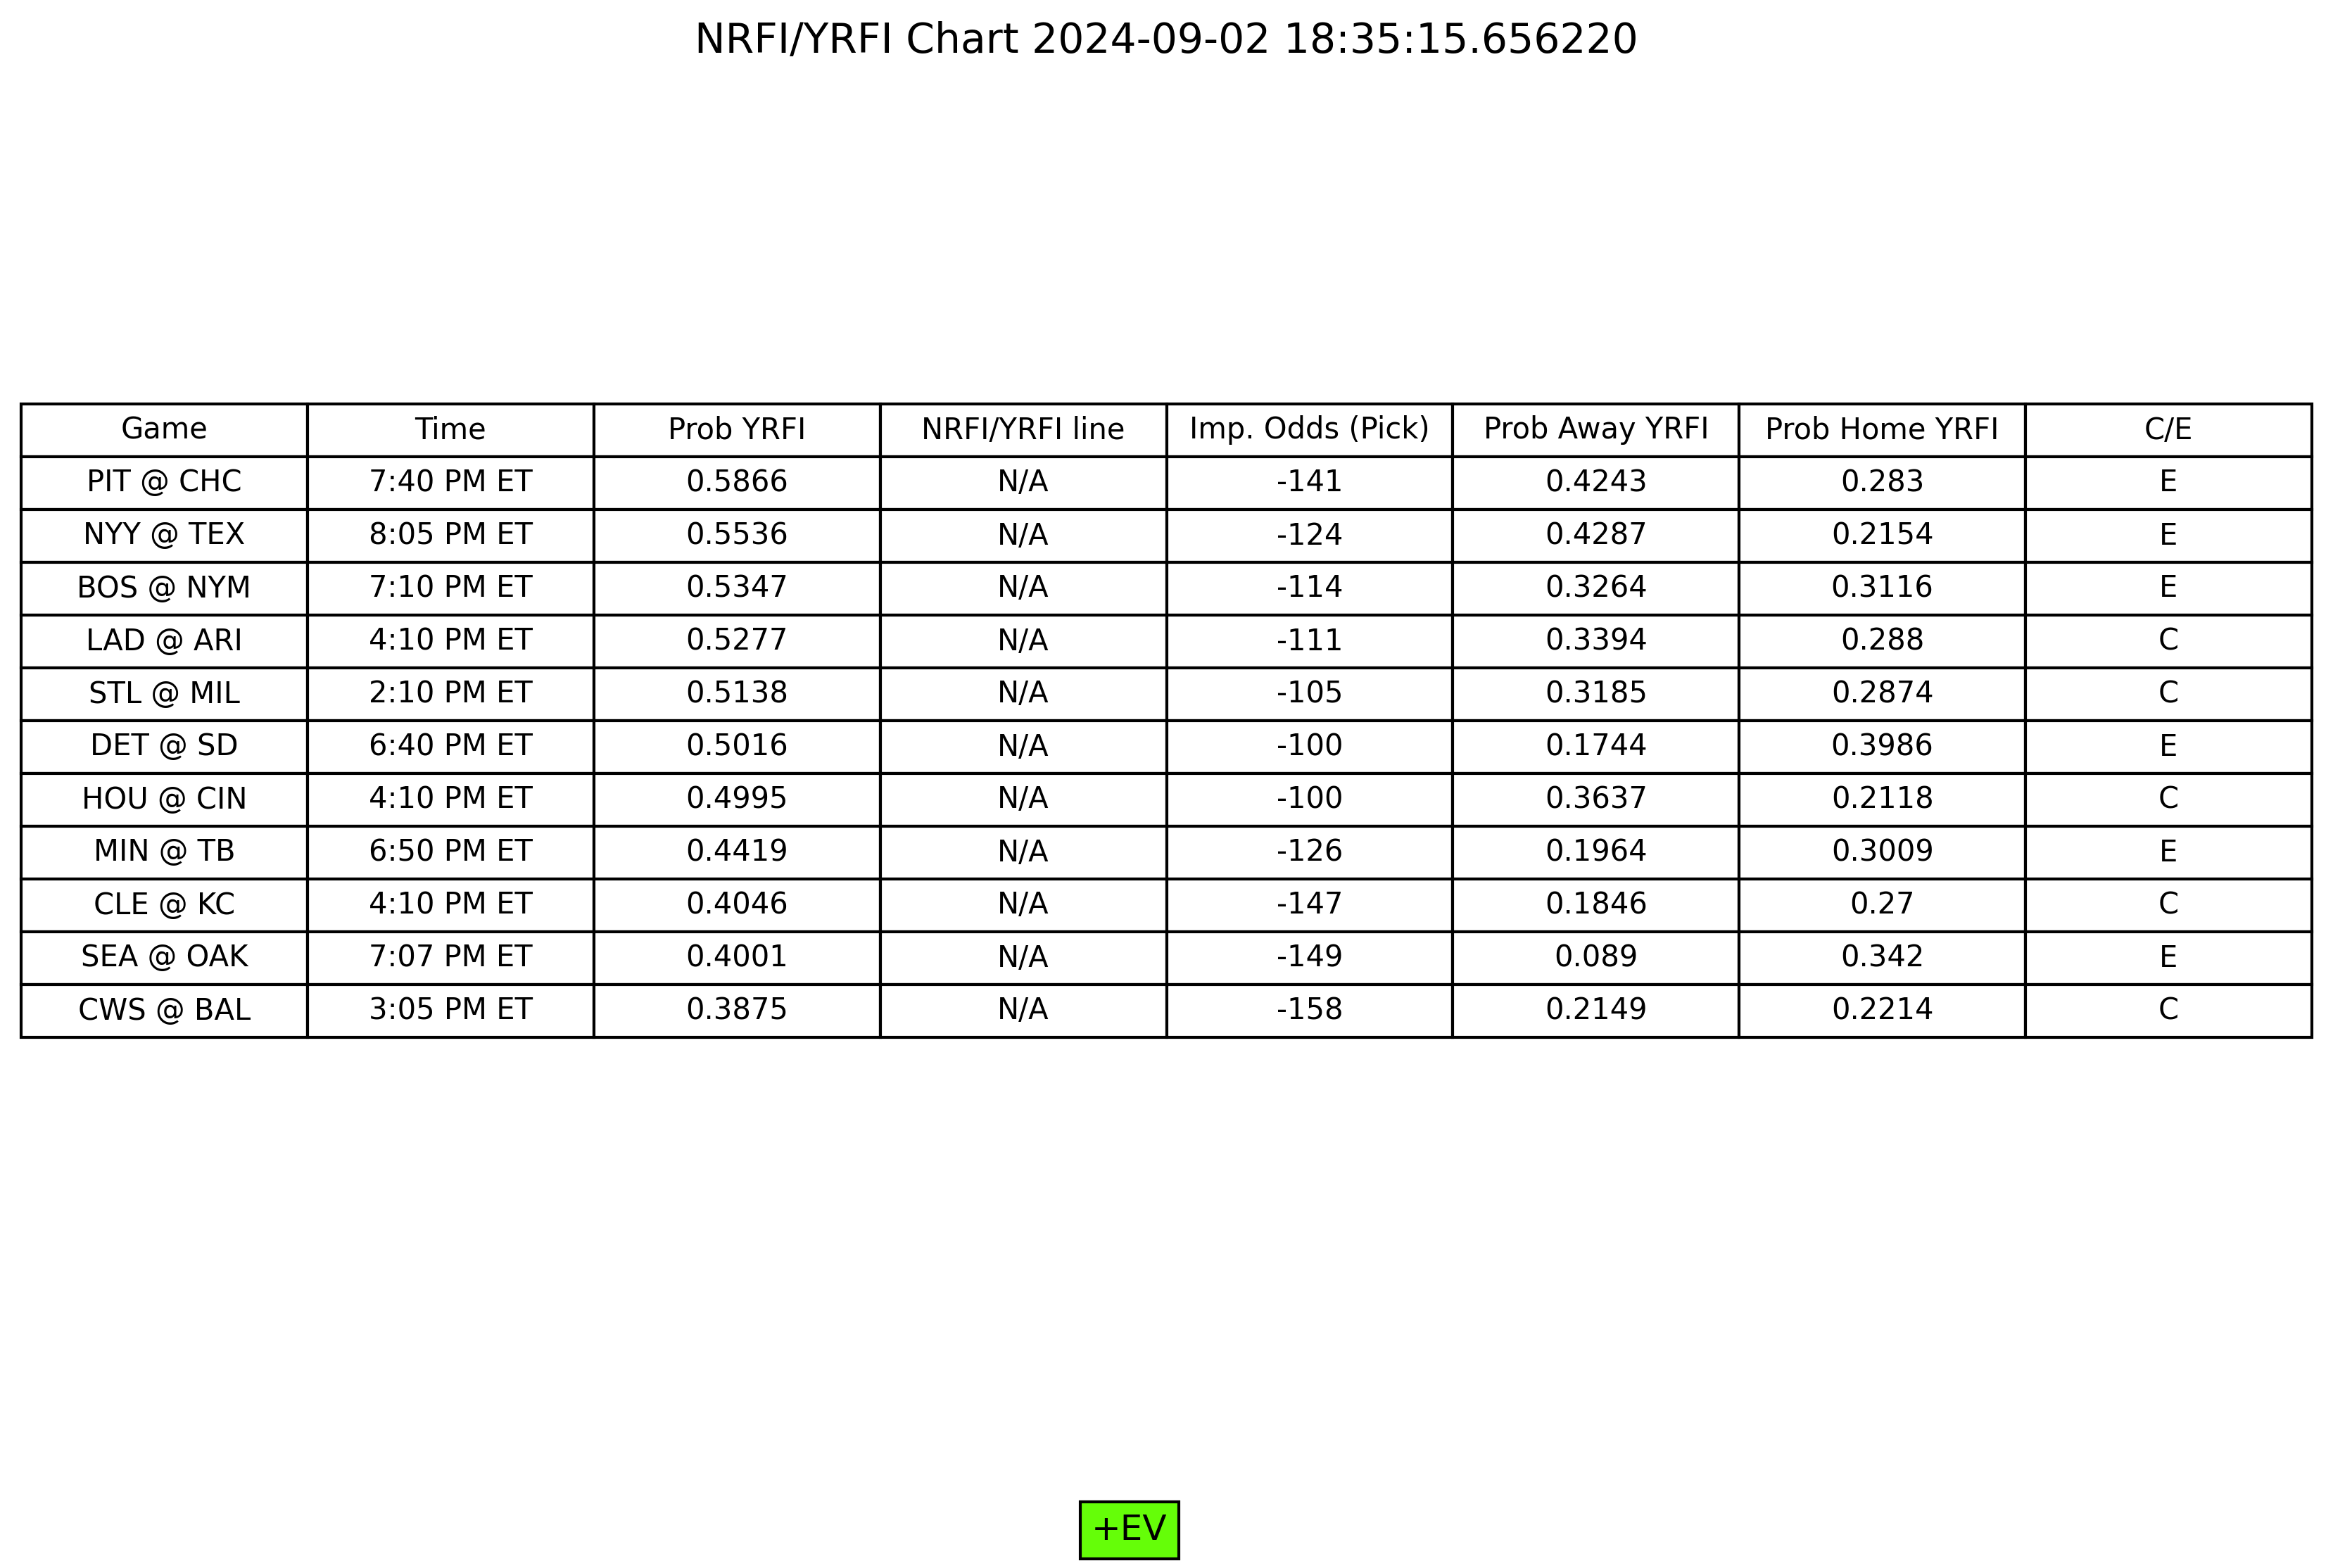 NRFI/YRFI Chart 2024-09-02 18:35:15.656220
Game Time Prob YRFI NRFI/YRFI line Imp. Odds (Pick) Prob Away YRFI Prob Home YRFI C/E
PIT @ CHC 7:40 PM ET 0.5866 N/A -141 0.4243 0.283 E
NYY @ TEX 8:05 PM ET 0.5536 N/A -124 0.4287 0.2154 E
BOS @ NYM 7:10 PM ET 0.5347 N/A -114 0.3264 0.3116 E
LAD @ ARI 4:10 PM ET 0.5277 N/A -111 0.3394 0.288 C
STL @ MIL 2:10 PM ET 0.5138 N/A -105 0.3185 0.2874 C
DET @ SD 6:40 PM ET 0.5016 N/A -100 0.1744 0.3986 E
HOU @ CIN 4:10 PM ET 0.4995 N/A -100 0.3637 0.2118 C
MIN @ TB 6:50 PM ET 0.4419 N/A -126 0.1964 0.3009 E
CLE @ KC 4:10 PM ET 0.4046 N/A -147 0.1846 0.27 C
SEA @ OAK 7:07 PM ET 0.4001 N/A -149 0.089 0.342 E
CWS @ BAL 3:05 PM ET 0.3875 N/A -158 0.2149 0.2214 C
+EV